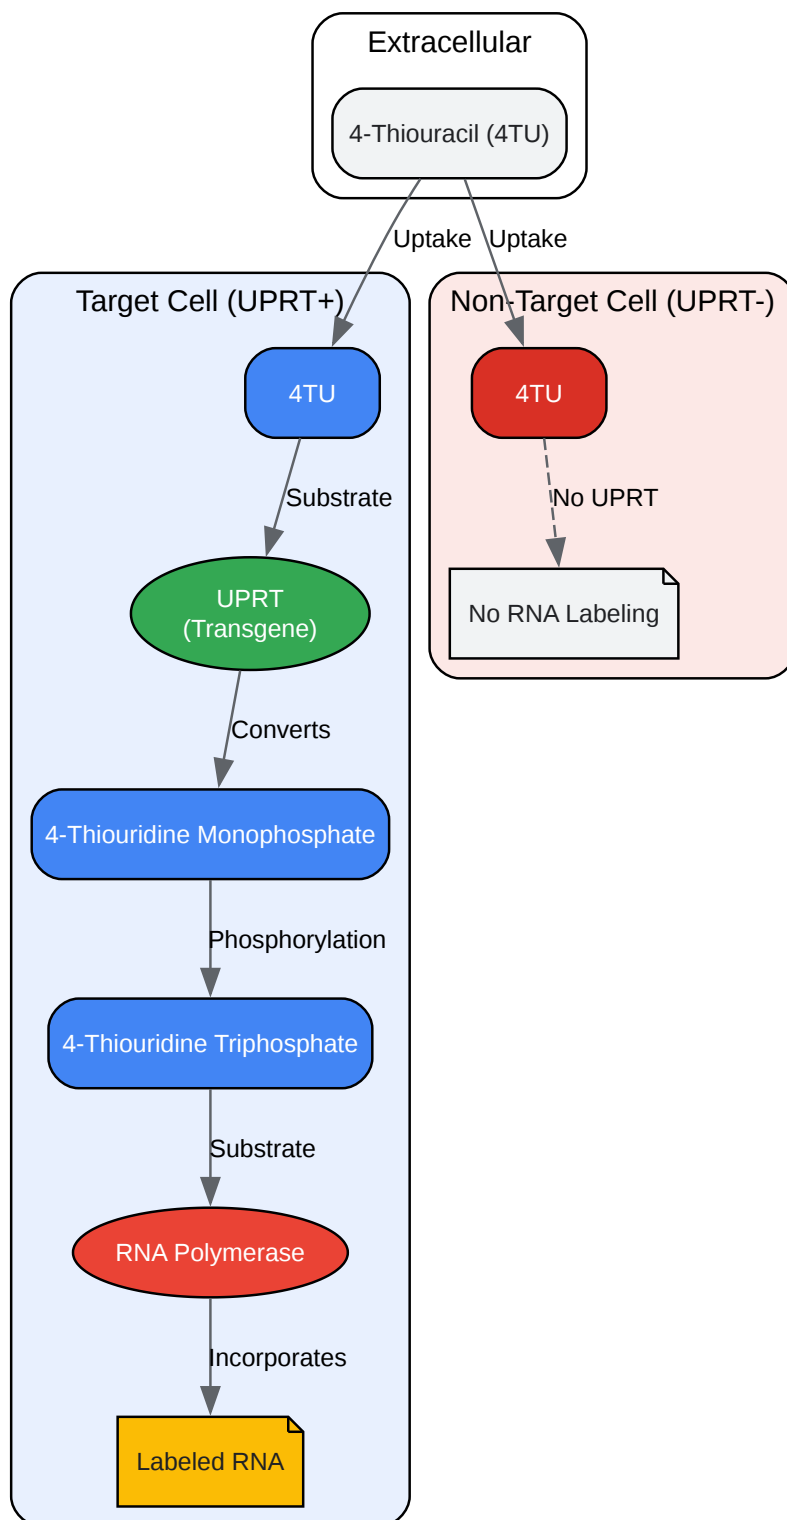 Extracellular
4-Thiouracil (4TU)
Uptake
Uptake
Target Cell (UPRT+)
4TU
Substrate
UPRT
(Transgene)
Converts
4-Thiouridine Monophosphate
Phosphorylation
4-Thiouridine Triphosphate
Substrate
RNA Polymerase
Incorporates
Labeled RNA
Non-Target Cell (UPRT-)
4TU
No UPRT
No RNA Labeling